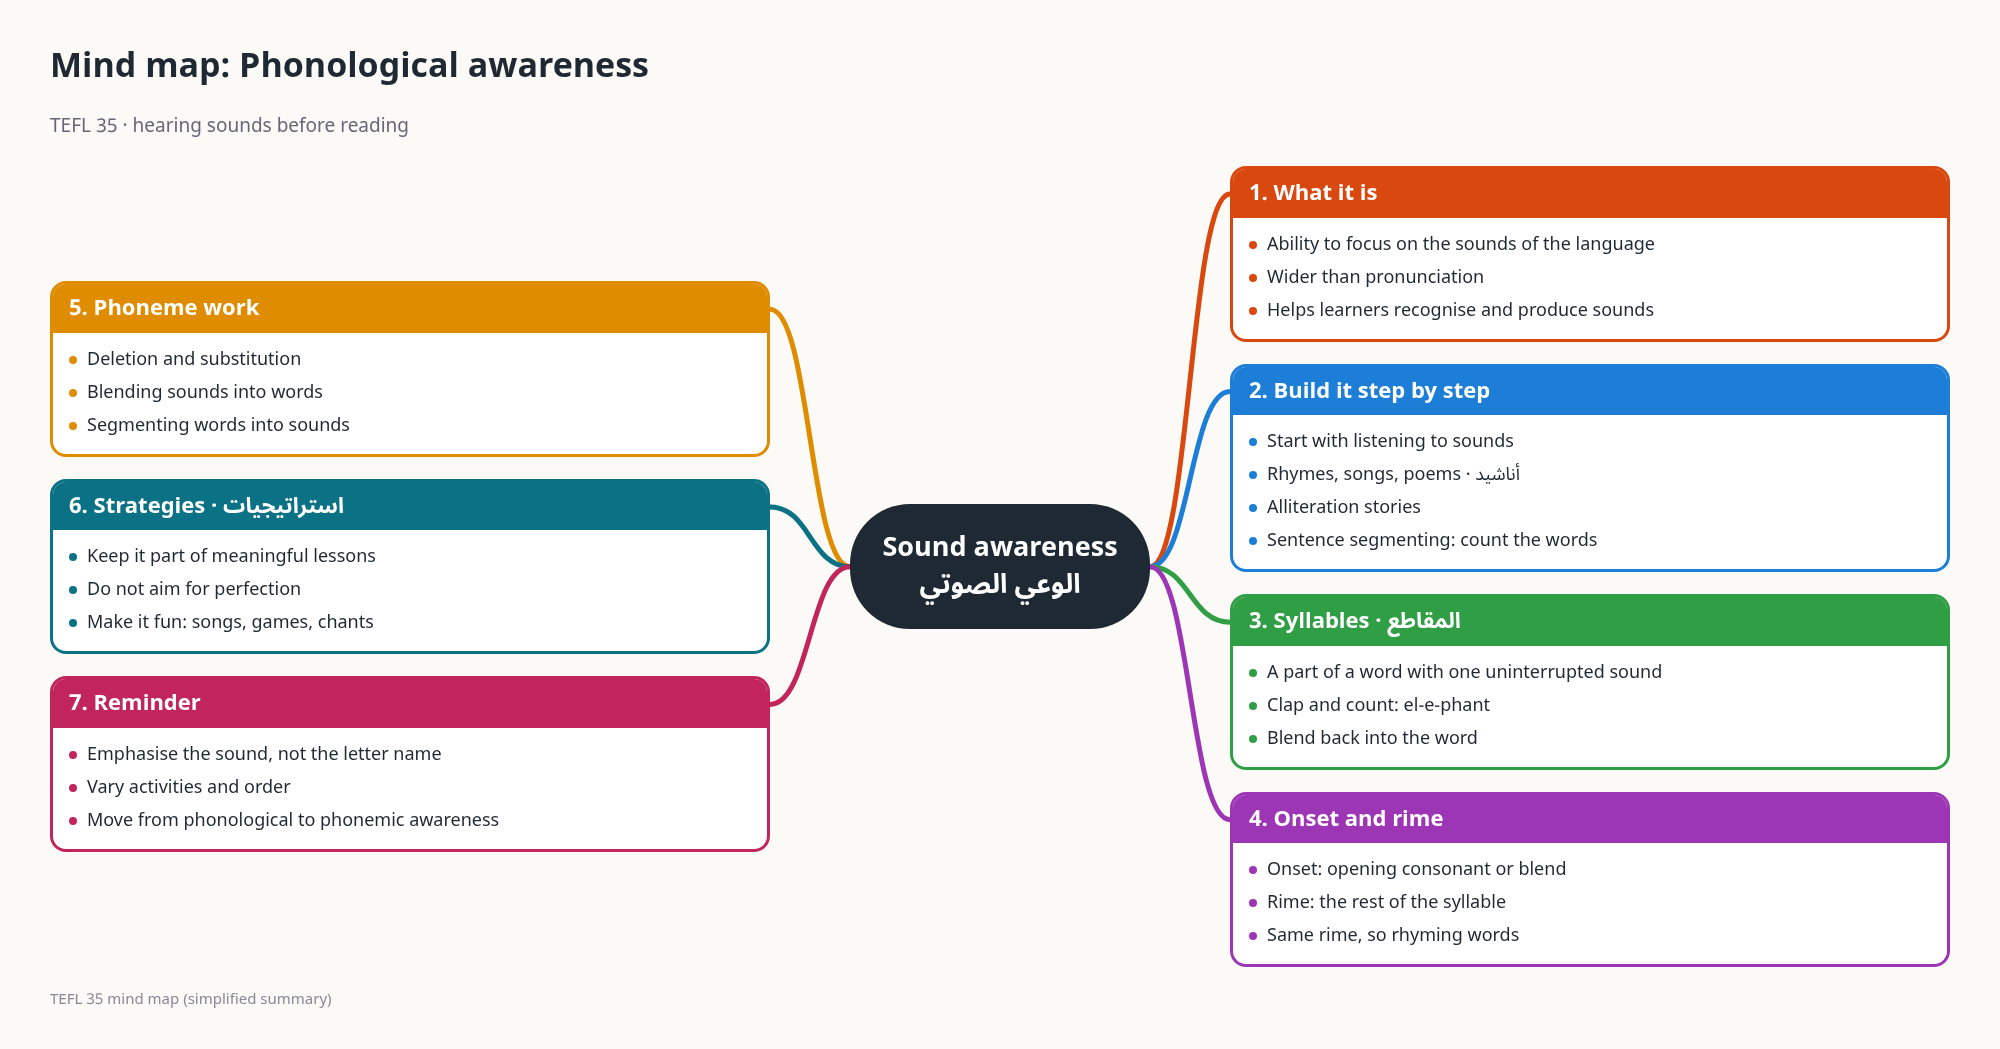 Mind map: Phonological awareness
TEFL 35 · hearing sounds before reading
Sound awareness
الوعي الصوتي
1. What it is
Ability to focus on the sounds of the language
Wider than pronunciation
Helps learners recognise and produce sounds
2. Build it step by step
Start with listening to sounds
Rhymes, songs, poems · أناشيد
Alliteration stories
Sentence segmenting: count the words
3. Syllables · المقاطع
A part of a word with one uninterrupted sound
Clap and count: el-e-phant
Blend back into the word
4. Onset and rime
Onset: opening consonant or blend
Rime: the rest of the syllable
Same rime, so rhyming words
5. Phoneme work
Deletion and substitution
Blending sounds into words
Segmenting words into sounds
6. Strategies · استراتيجيات
Keep it part of meaningful lessons
Do not aim for perfection
Make it fun: songs, games, chants
7. Reminder
Emphasise the sound, not the letter name
Vary activities and order
Move from phonological to phonemic awareness
TEFL 35 mind map (simplified summary)